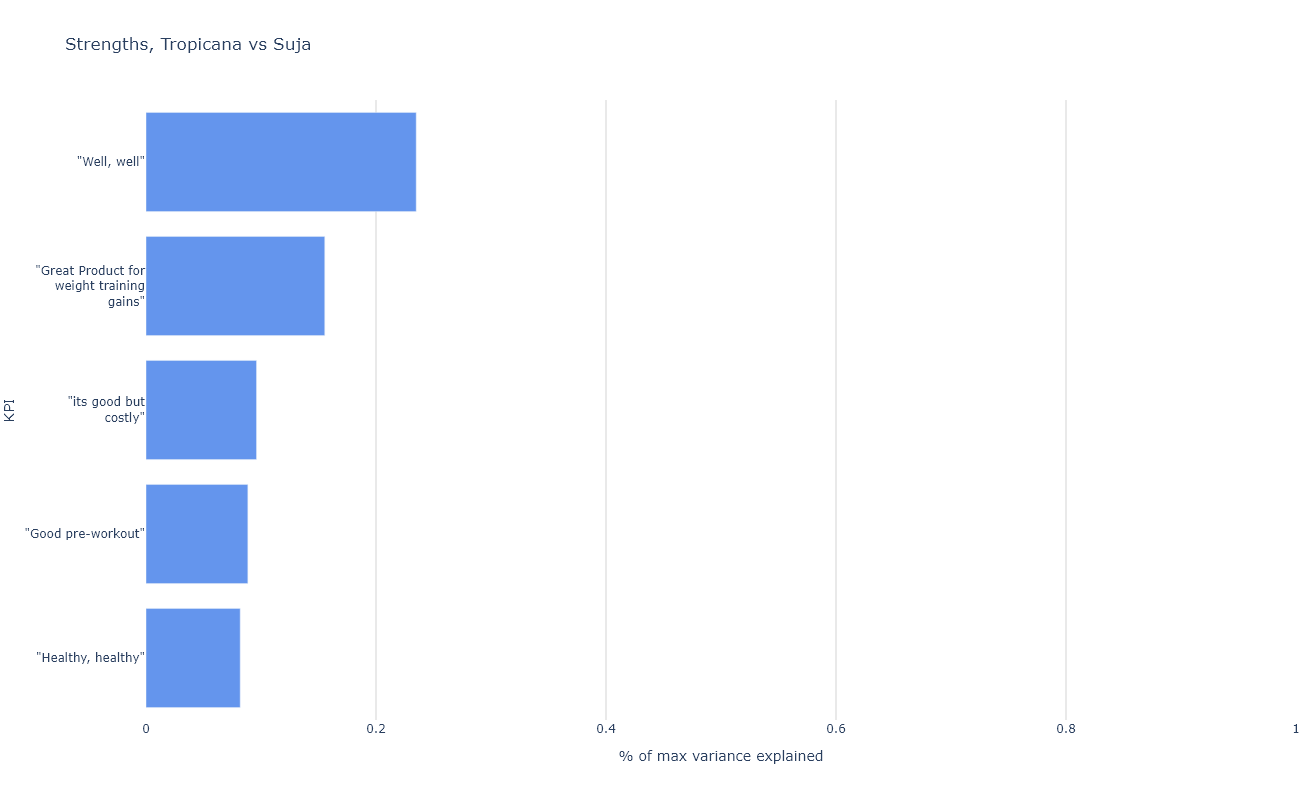 Strengths, Tropicana vs Suja
"Well, well"
"Great Product for
weight training
gains"
"its good but
costly"
KPI
"Good pre-workout"
"Healthy, healthy"
0 0.2 0.4 0.6 0.8 1
% of max variance explained